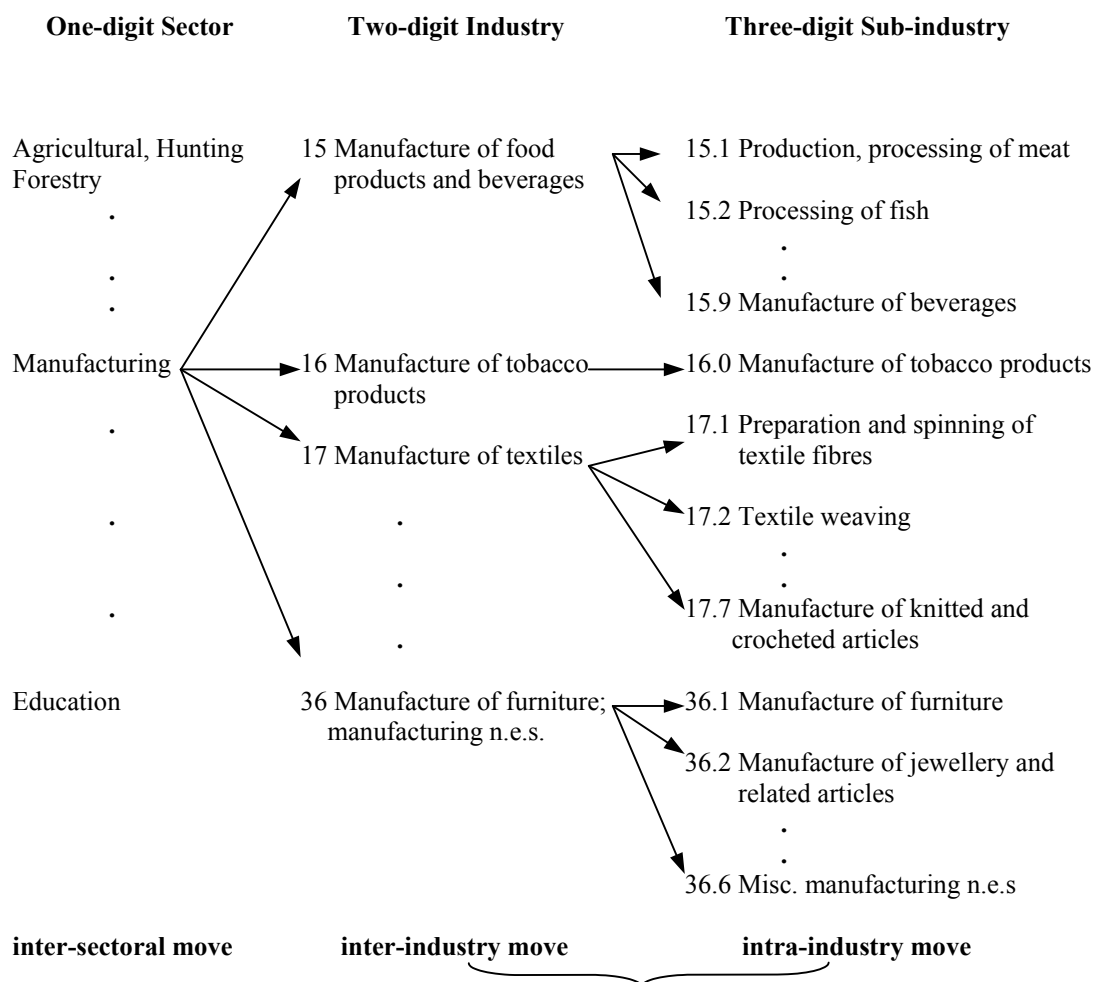 One-digit Sector Two-digit Industry Three-digit Sub-industry
Agricultural, Hunting 15 Manufacture of food 15.1 Production, processing of meat
Forestry products and beverages
. 15.2 Processing of fish
.
. .
. 15.9 Manufacture of beverages
Manufacturing 16 Manufacture of tobacco 16.0 Manufacture of tobacco products
products
. 17.1 Preparation and spinning of
17 Manufacture of textiles textile fibres
. . 17.2 Textile weaving
.
. .
. 17.7 Manufacture of knitted and
. crocheted articles
Education 36 Manufacture of furniture; 36.1 Manufacture of furniture
manufacturing n.e.s.
36.2 Manufacture of jewellery and
related articles
.
.
36.6 Misc. manufacturing n.e.s
inter-sectoral move inter-industry move intra-industry move